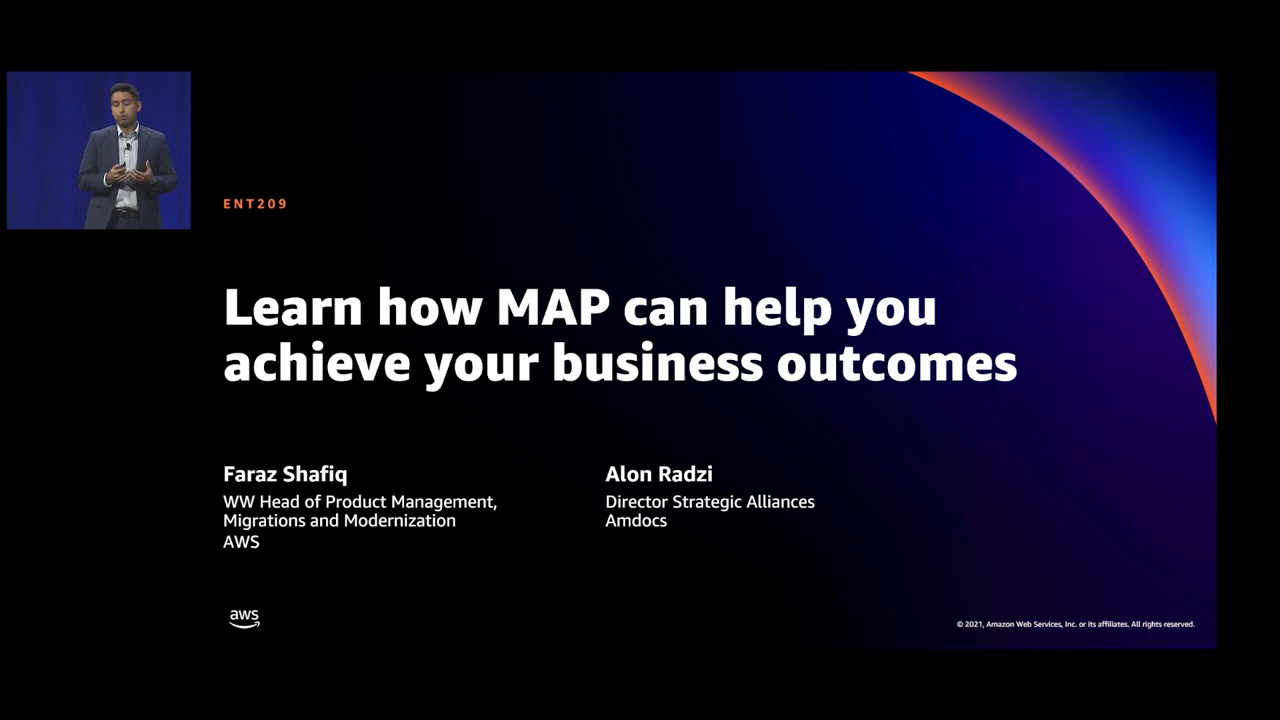 ENT209
Learn how MAP can help you
achieve your business outcomes
Faraz Shafiq
WW Head of Product Management,
Migrations and Modernization
AWS
Alon Radzi
Director Strategic Alliances
Amdocs
aws
© 2021, Amazon Web Services, Inc. or its affiliates. All rights reserved.